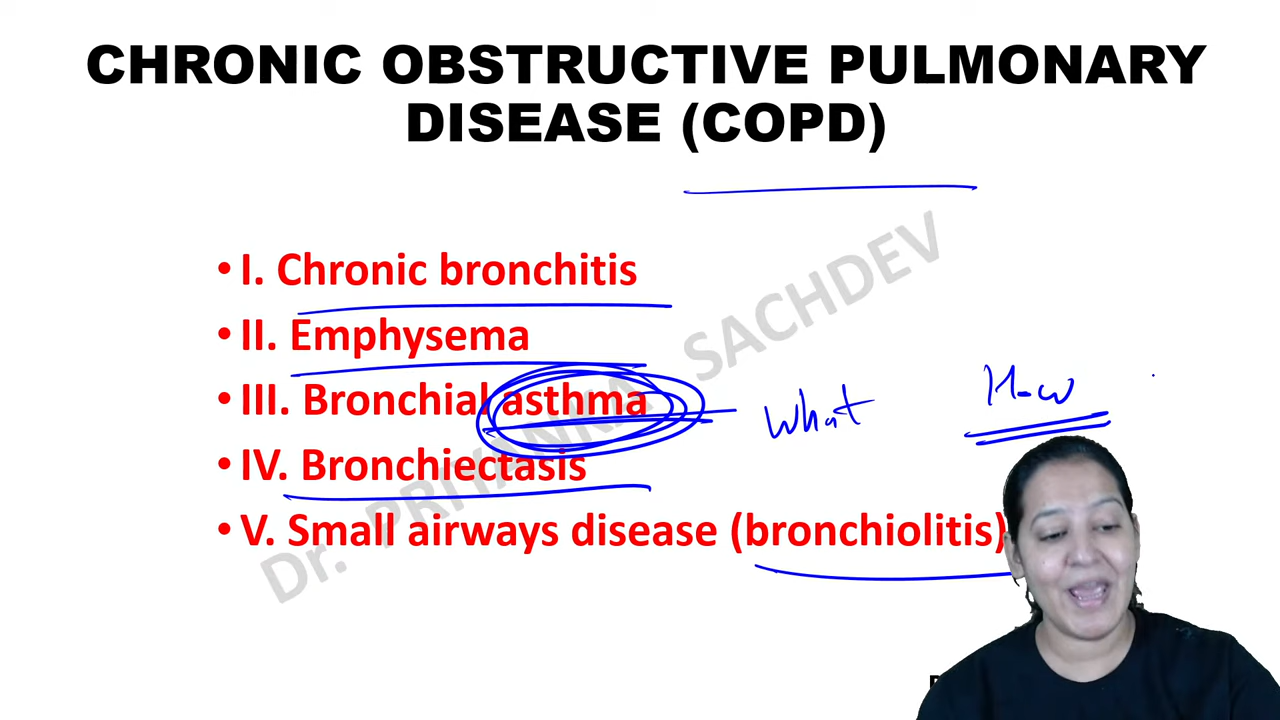 CHRONIC OBSTRUCTIVE PULMONARY
DISEASE (COPD)
• I. Chronic bronchitis
• II. Emphysema
• III. Bronchial asthma
What
How
• IV. Bronchiectasis
• V. Small airways disease (bronchiolitis)
Dr. PRIYANKA SACHDEV